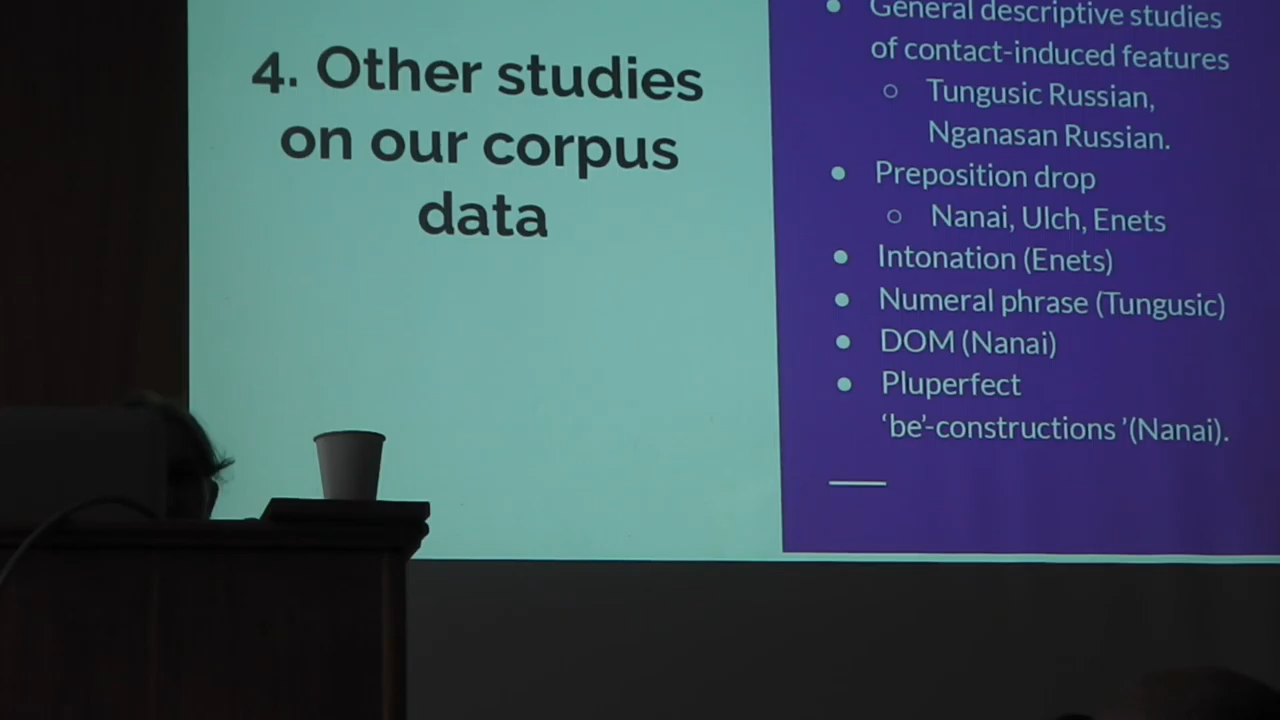 4. Other studies
on our corpus
data
● General descriptive studies
of contact-induced features
○ Tungusic Russian,
Nganasan Russian.
● Preposition drop
○ Nanai, Ulch, Enets
● Intonation (Enets)
● Numeral phrase (Tungusic)
● DOM (Nanai)
● Pluperfect
‘be’-constructions ’(Nanai).